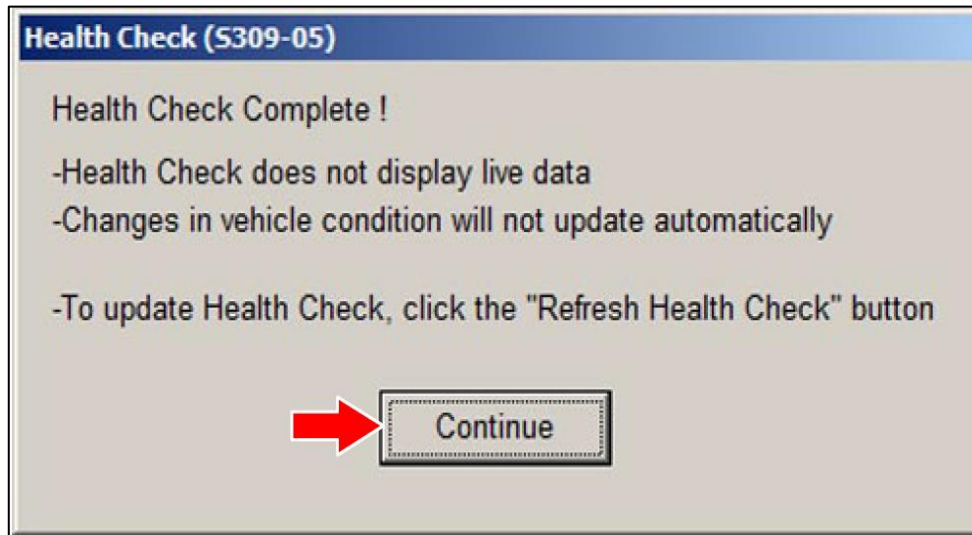 Health Check (S309-05)
Health Check Complete !
-Health Check does not display live data
-Changes in vehicle condition will not update automatically
-To update Health Check, click the "Refresh Health Check" button
Continue